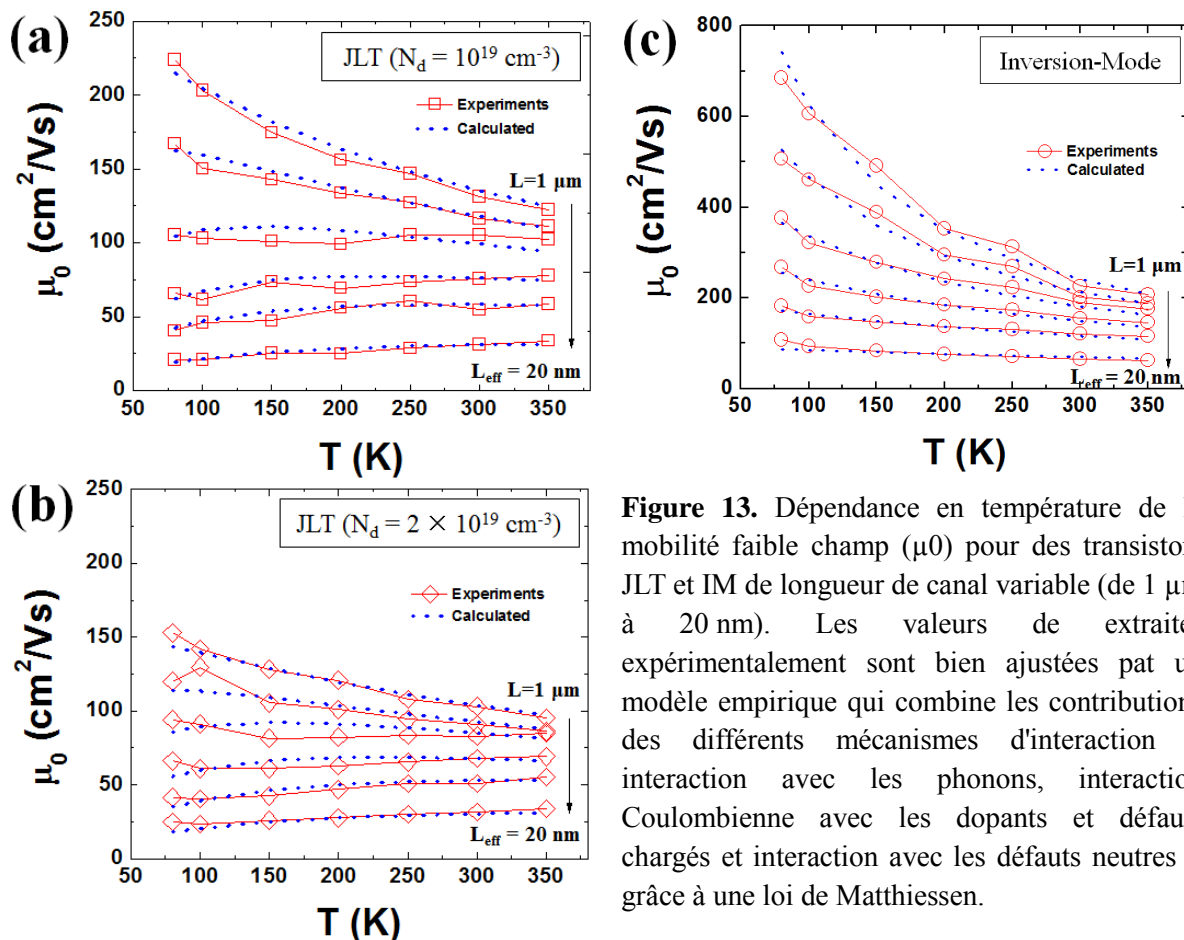 (a)
JLT (Nd = 10¹⁹ cm⁻³)
Experiments
Calculated
250
200
150
100
50
0
μ₀ (cm²/Vs)
L=1 µm
Leff = 20 nm
50 100 150 200 250 300 350
T (K)
(c)
Inversion-Mode
Experiments
Calculated
800
600
400
200
0
μ₀ (cm²/Vs)
L=1 µm
Leff = 20 nm
50 100 150 200 250 300 350
T (K)
(b)
JLT (Nd = 2 × 10¹⁹ cm⁻³)
Experiments
Calculated
250
200
150
100
50
0
μ₀ (cm²/Vs)
L=1 µm
Leff = 20 nm
50 100 150 200 250 300 350
T (K)
Figure 13. Dépendance en température de
mobilité faible champ (µ0) pour des transistor
JLT et IM de longueur de canal variable (de 1 µm
à 20 nm). Les valeurs de extraite
expérimentalement sont bien ajustées pat u
modèle empirique qui combine les contribution
des différents mécanismes d'interaction
interaction avec les phonons, interaction
Coulombienne avec les dopants et défau
chargés et interaction avec les défauts neutres
grâce à une loi de Matthiessen.